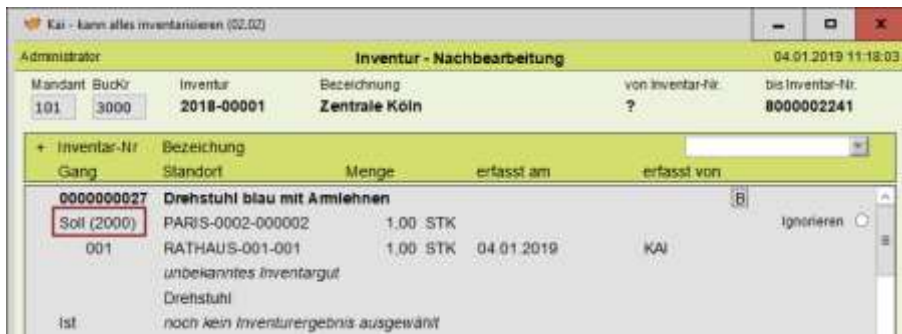 Kai - kann alles inventarisieren (02.02)
Administrator Inventur - Nachbearbeitung 04.01.2019 11:18:03
Mandant BucKr Inventur Bezeichnung von Inventar-Nr. bis Inventar-Nr.
101 3000 2018-00001 Zentrale Köln ? 8000002241
+ Inventar-Nr Bezeichung
Gang Standort Menge erfasst am erfasst von
0000000027 Drehstuhl blau mit Armlehnen B
Soll (2000) PARIS-0002-000002 1,00 STK Ignorieren
001 RATHAUS-001-001 1,00 STK 04.01.2019 KAI
unbekanntes Inventargut
Drehstuhl
Ist noch kein Inventurergebnis ausgewählt